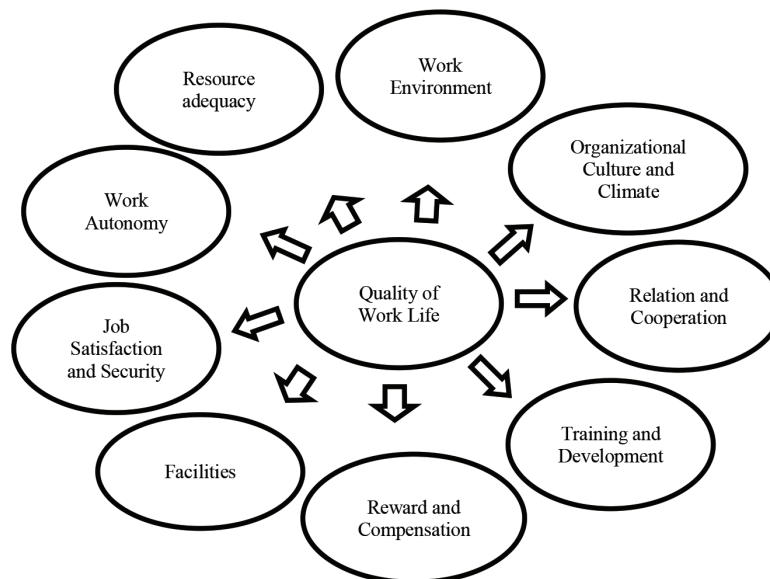 Work
Environment
Resource
adequacy
Organizational
Culture and
Climate
Work
Autonomy
Quality of
Work Life
Relation and
Cooperation
Job
Satisfaction
and Security
Training and
Development
Facilities
Reward and
Compensation